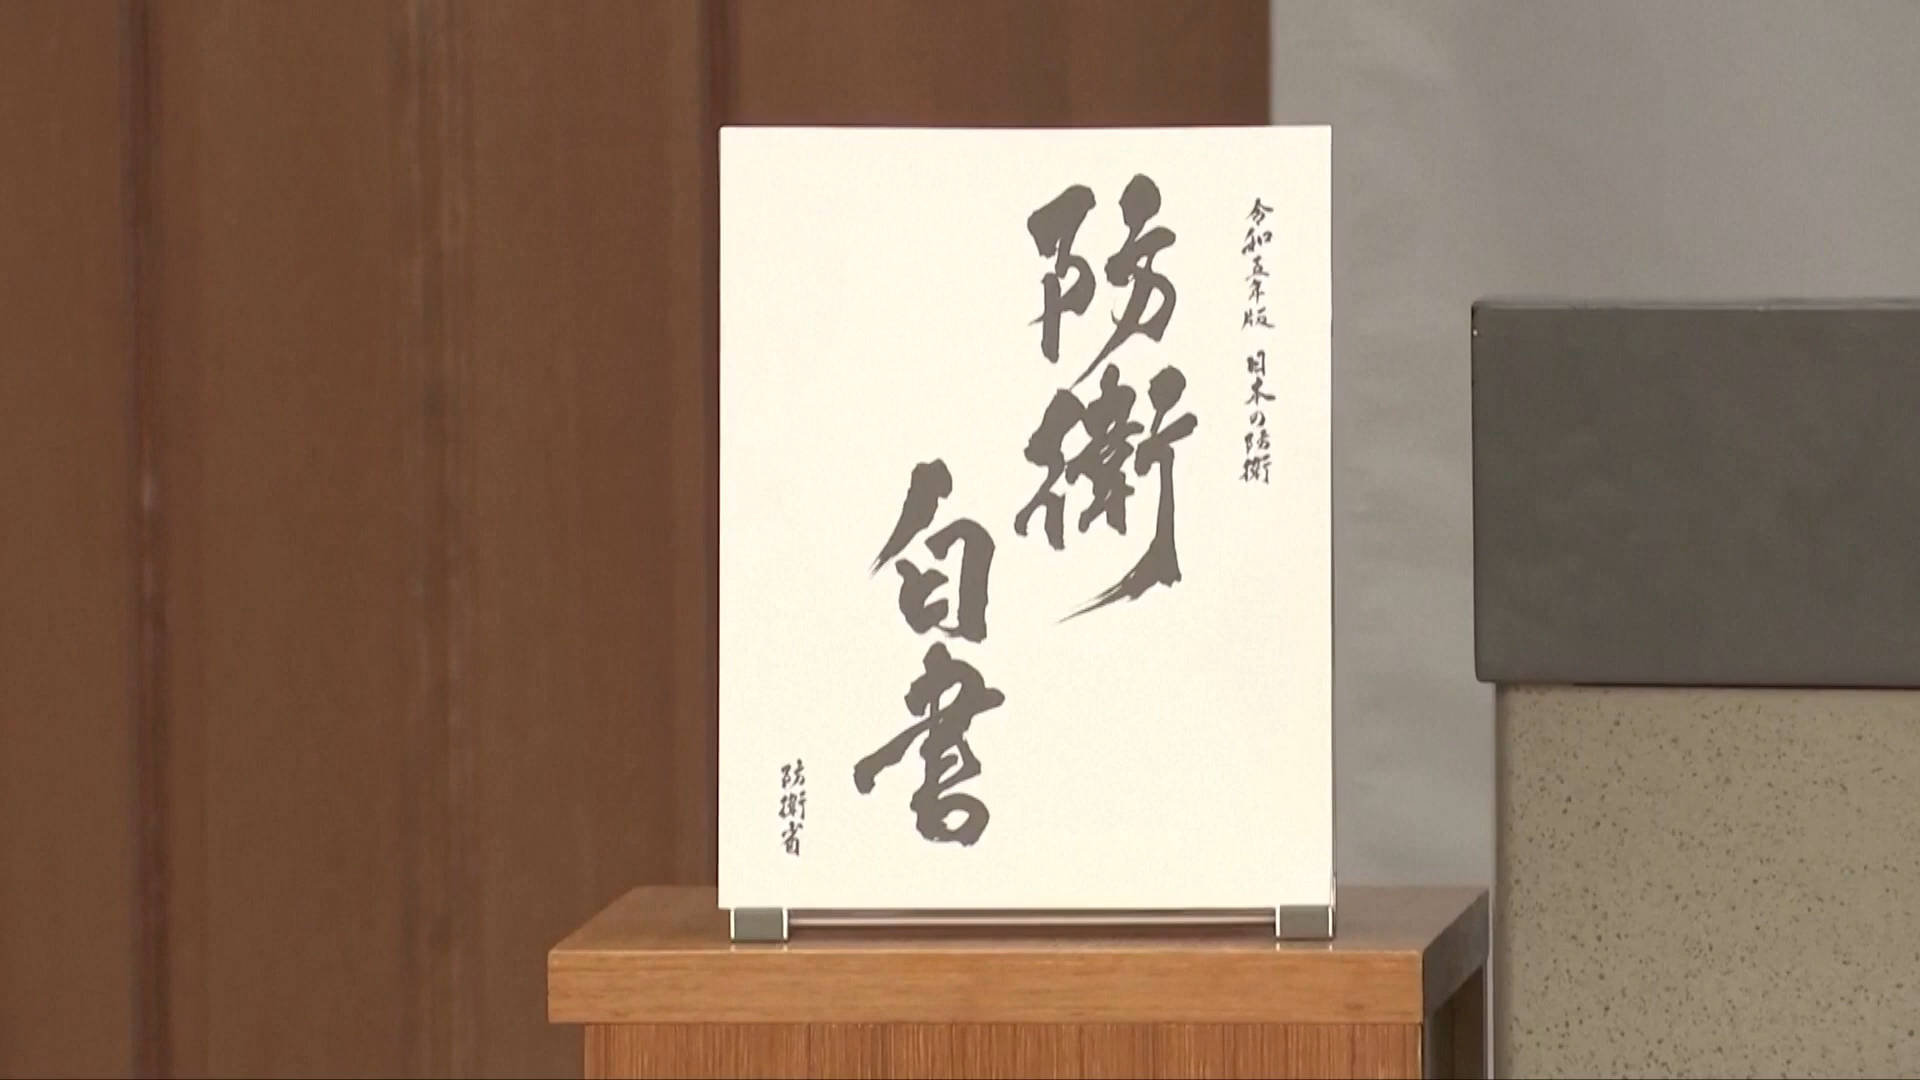 令和五年版 日本の防衛
防衛
白書
防衛省